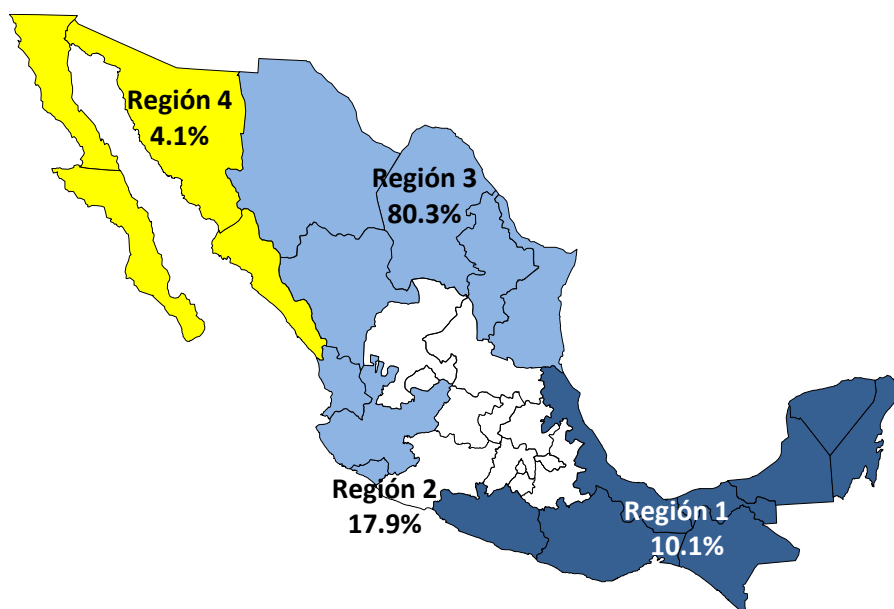 Región 4
4.1%
Región 3
80.3%
Región 2
17.9%
Región 1
10.1%